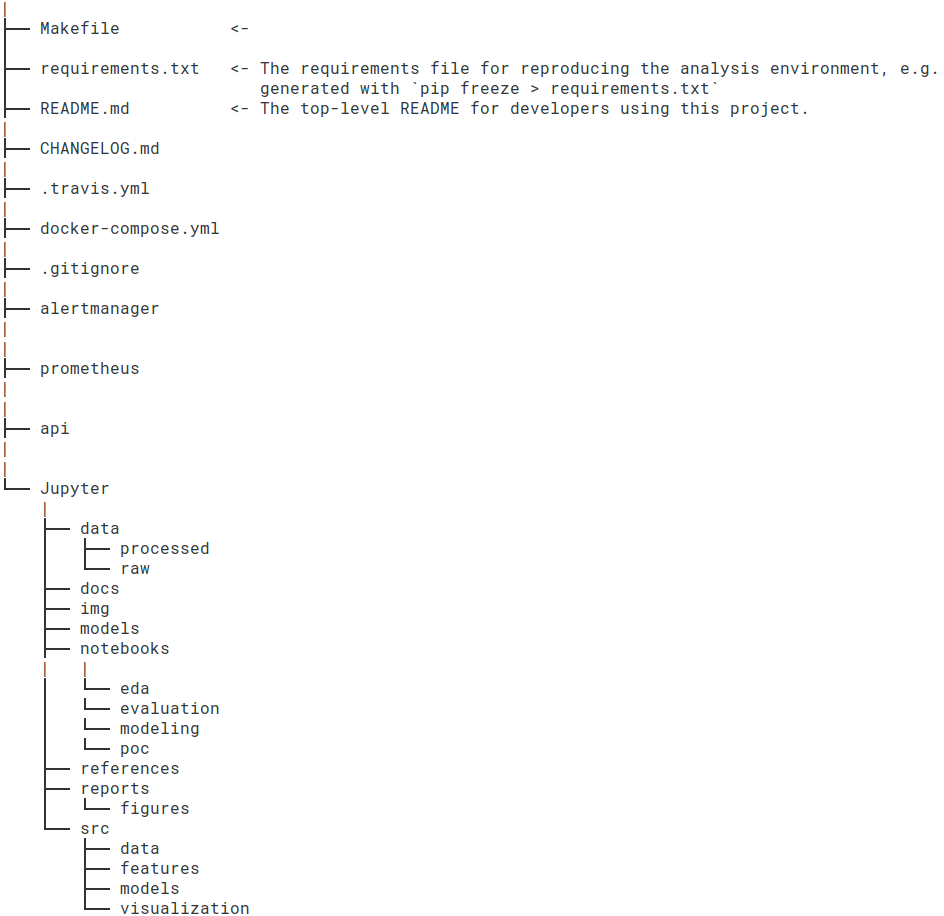 |
├── Makefile           <-
│
├── requirements.txt   <- The requirements file for reproducing the analysis environment, e.g.
│                         generated with `pip freeze > requirements.txt`
├── README.md          <- The top-level README for developers using this project.
|
├── CHANGELOG.md
|
├── .travis.yml
|
├── docker-compose.yml
|
├── .gitignore
|
├── alertmanager
|
|
├── prometheus
|
|
├── api
|
|
└── Jupyter
    |
    ├── data
    │   ├── processed
    │   └── raw
    ├── docs
    ├── img
    ├── models
    ├── notebooks
    |   |
    │   └── eda
    │   └── evaluation
    │   └── modeling
    │   └── poc
    ├── references
    ├── reports
    │   └── figures
    └── src
        ├── data
        ├── features
        ├── models
        └── visualization